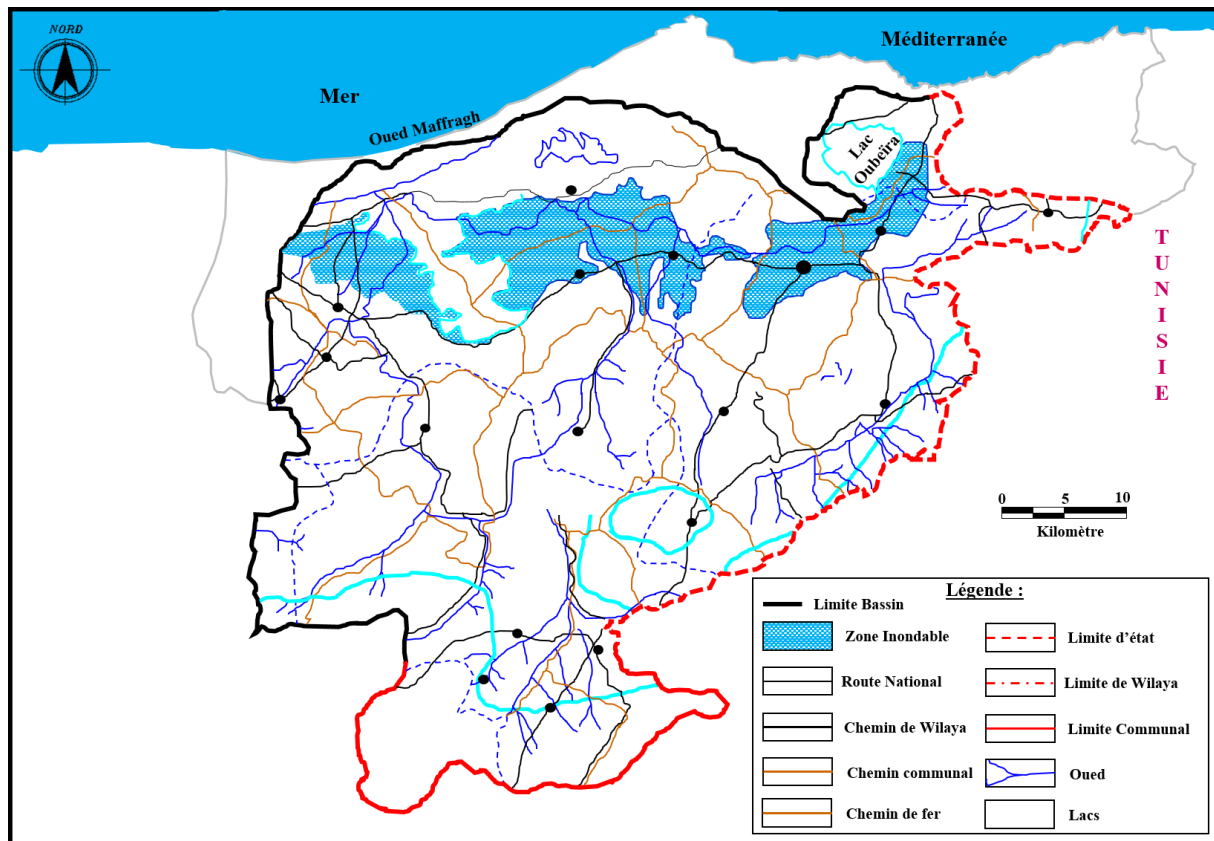 NORD
Méditerranée
Mer
Oued Maffragh
Lac
Oubeïra
TUNISIE
0 5 10
Kilomètre
Légende :
Limite Bassin
Zone Inondable
Limite d'état
Route National
Limite de Wilaya
Chemin de Wilaya
Limite Communal
Chemin communal
Oued
Chemin de fer
Lacs